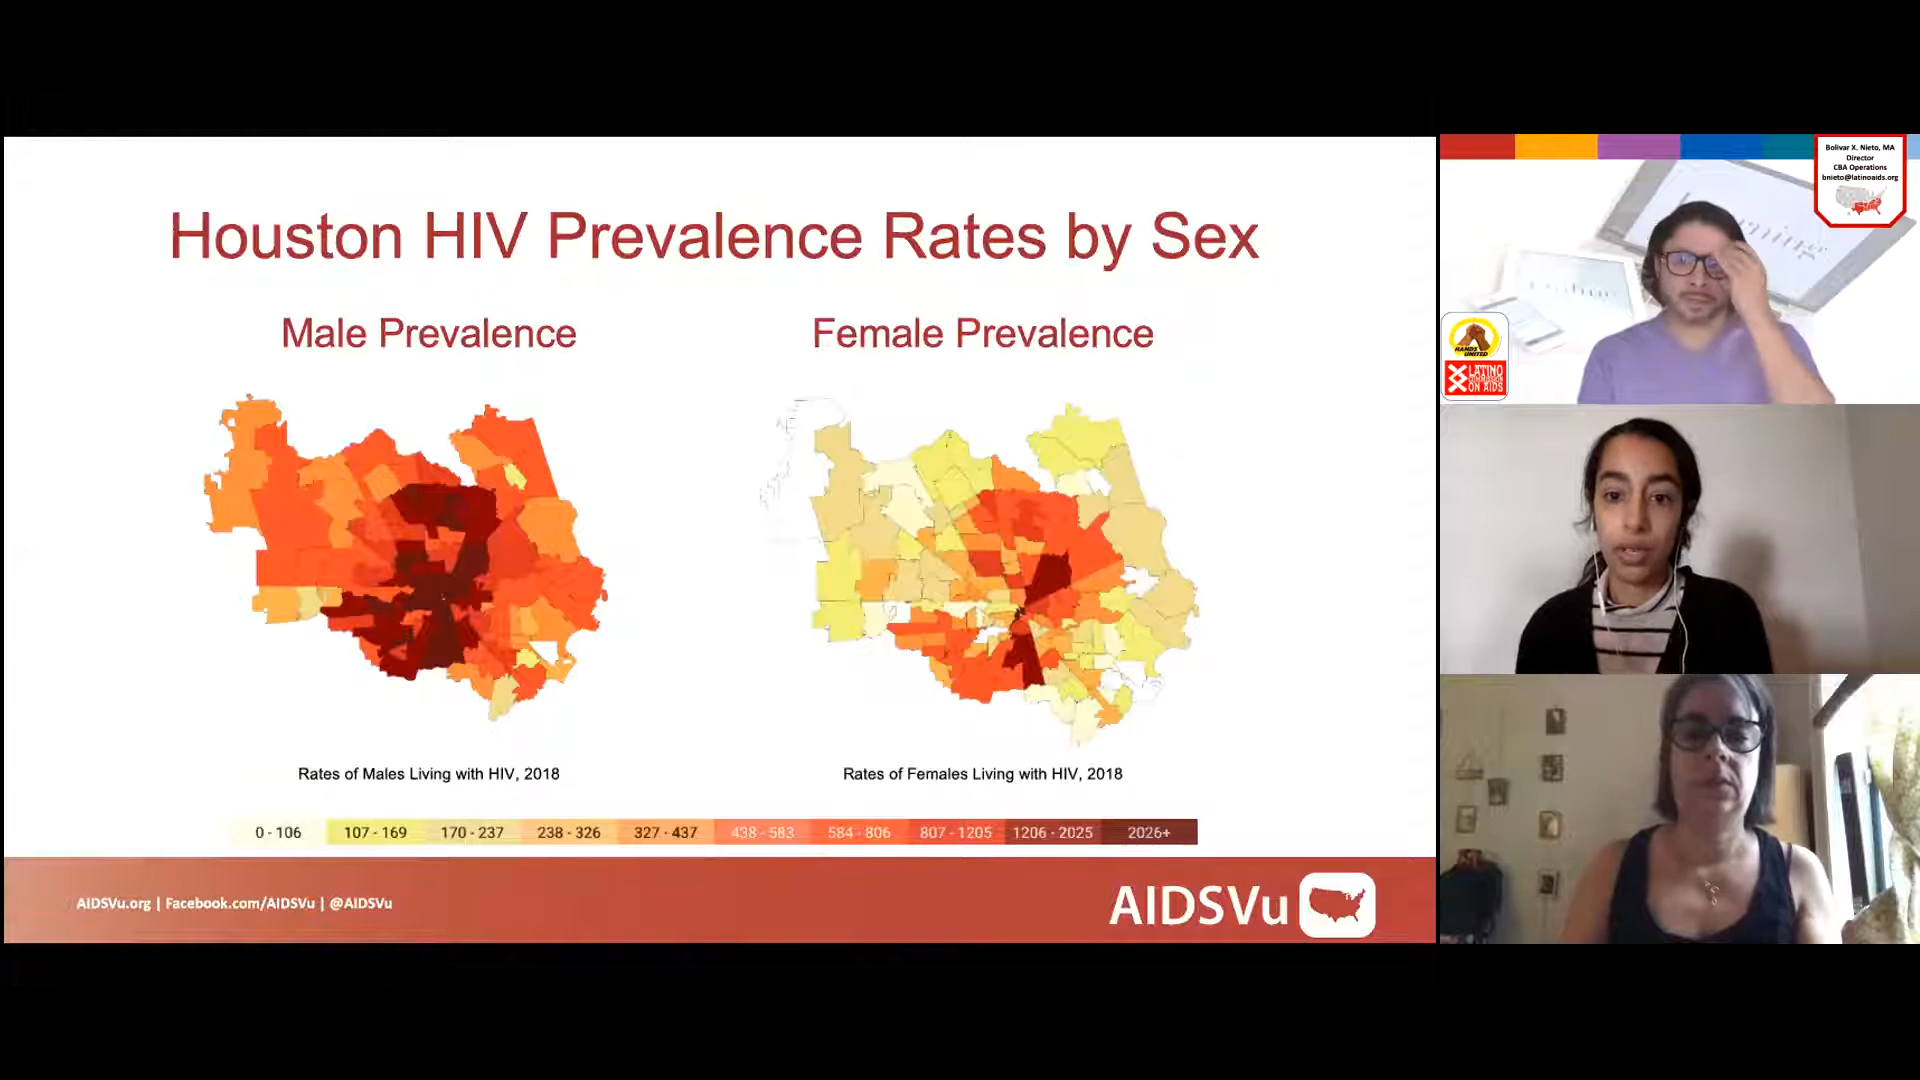 Houston HIV Prevalence Rates by Sex
Male Prevalence
Female Prevalence
Rates of Males Living with HIV, 2018
Rates of Females Living with HIV, 2018
0 - 106
107 - 169
170 - 237
238 - 326
327 - 437
438 - 583
584 - 806
807 - 1205
1206 - 2025
2026+
AIDSVu.org | Facebook.com/AIDSVu | @AIDSVu
AIDSVu
Bolivar X. Nieto, MA
Director
CBA Operations
bnieto@latinoaids.org
HANDS
UNITED
LATINO
COMMISSION
ON AIDS